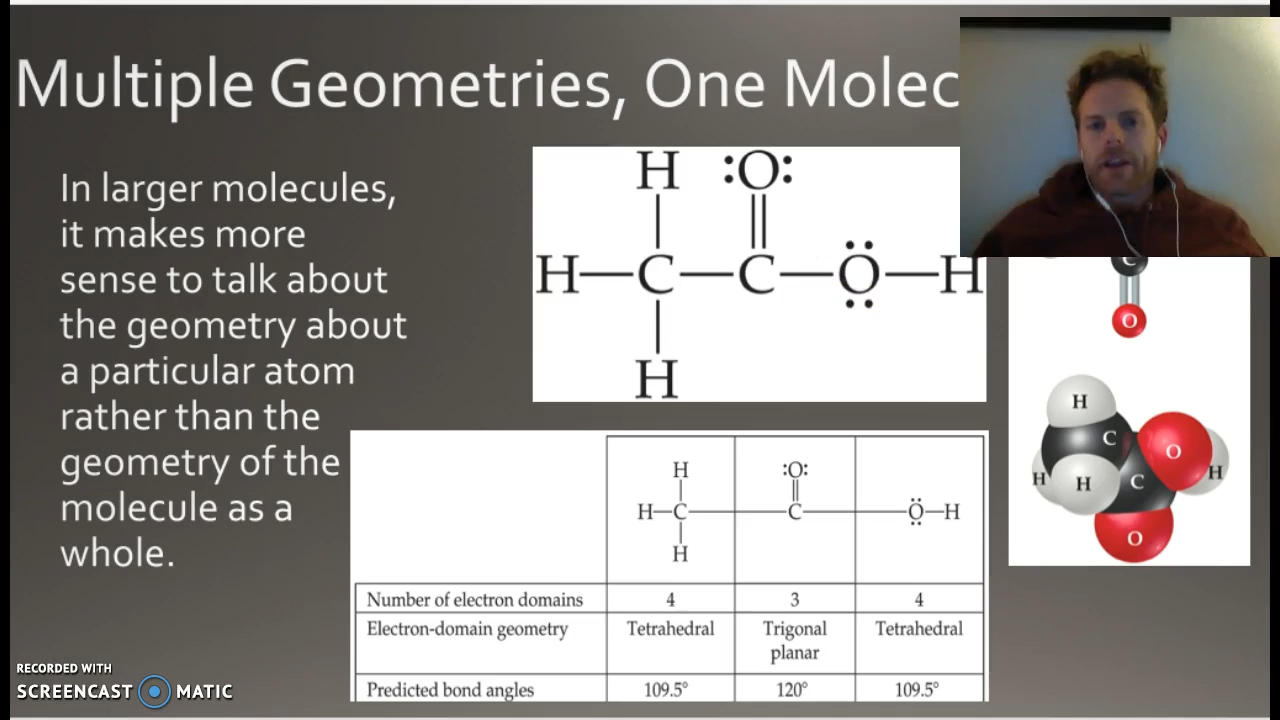 Multiple Geometries, One Molec
In larger molecules,
it makes more
sense to talk about
the geometry about
a particular atom
rather than the
geometry of the
molecule as a
whole.
H :O:
H—C—C—O—H
H
C
O
H
C
O
H
H
C
H
O
H :O:
H—C C O—H
H
Number of electron domains 4 3 4
Electron-domain geometry Tetrahedral Trigonal planar Tetrahedral
Predicted bond angles 109.5° 120° 109.5°
RECORDED WITH
SCREENCAST MATIC